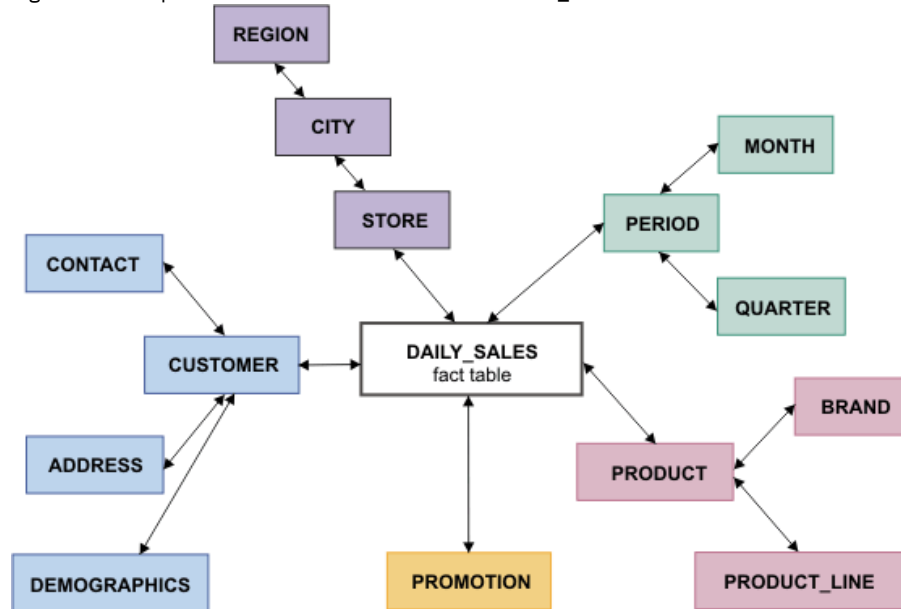 REGION
CITY
MONTH
STORE
PERIOD
CONTACT
QUARTER
DAILY_SALES
fact table
CUSTOMER
BRAND
ADDRESS
PRODUCT
DEMOGRAPHICS
PROMOTION
PRODUCT_LINE